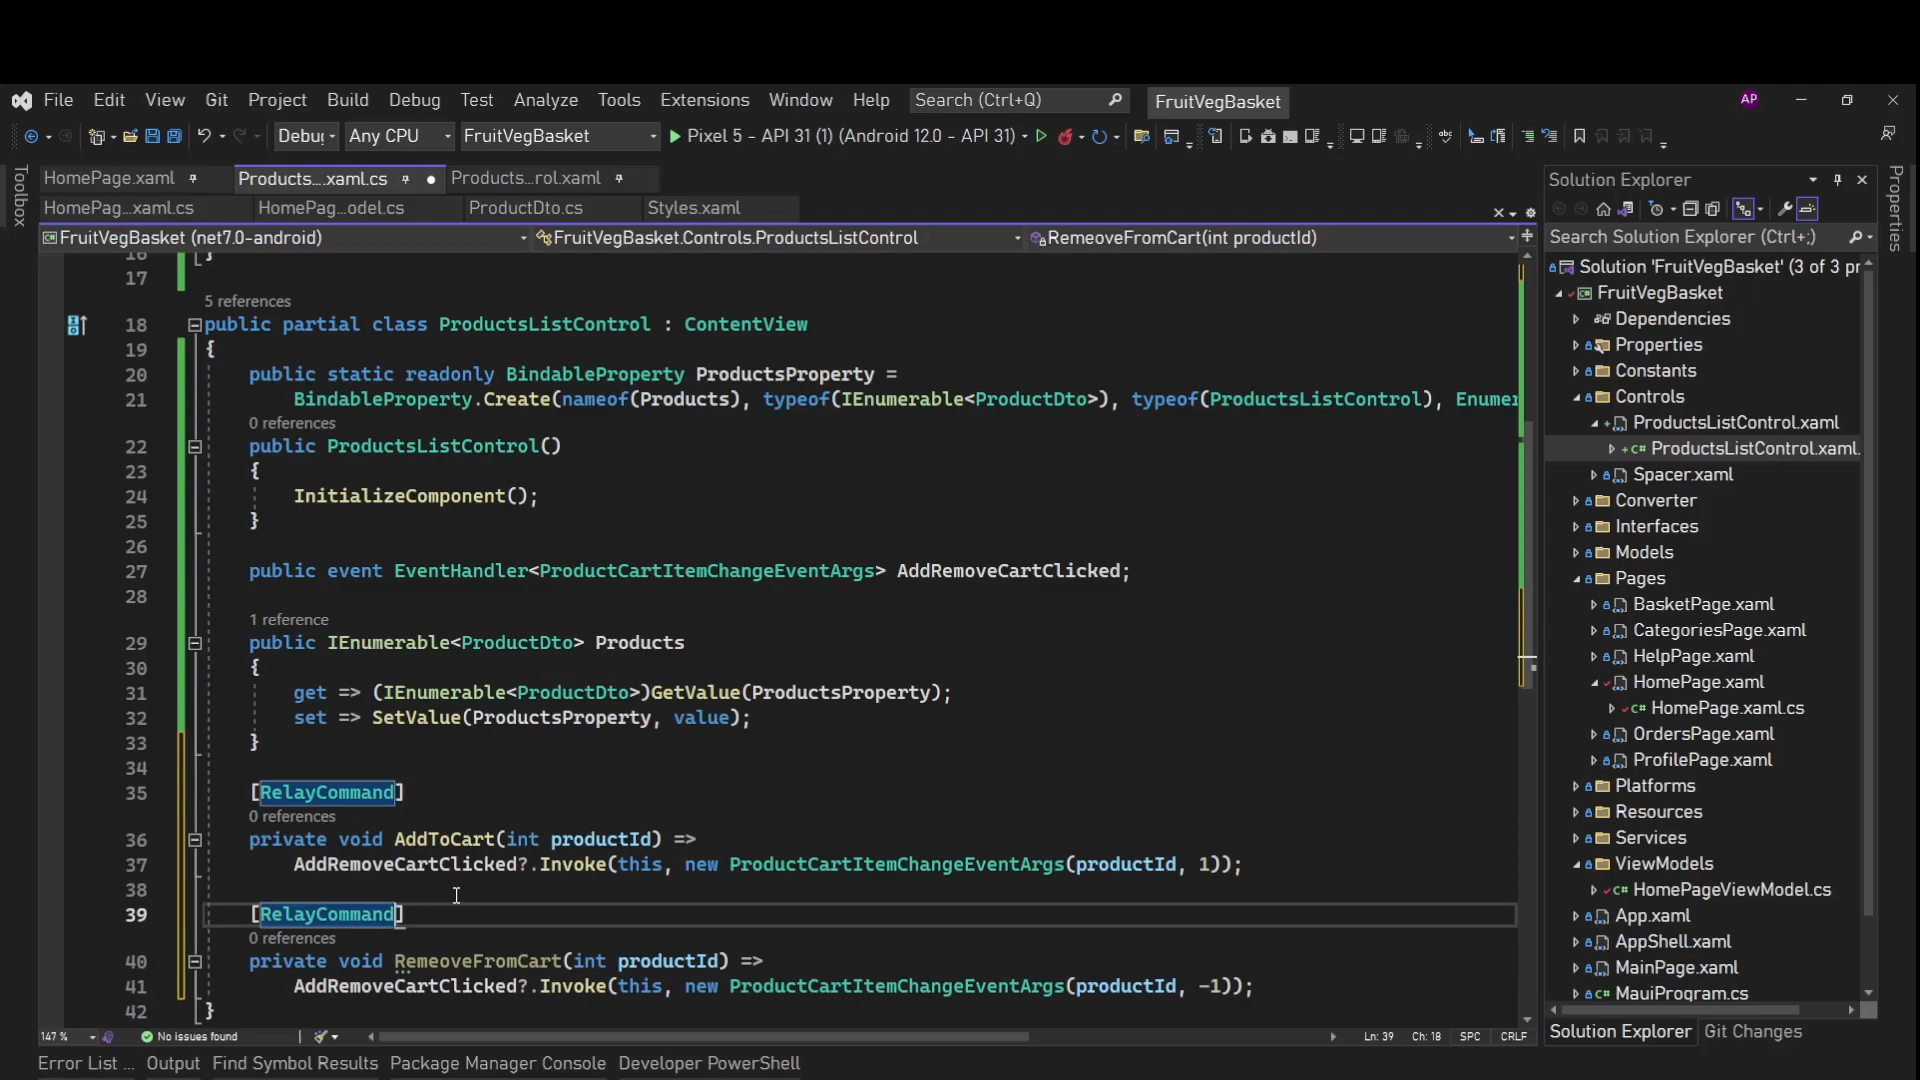 File Edit View Git Project Build Debug Test Analyze Tools Extensions Window Help Search (Ctrl+Q) FruitVegBasket AP
Debug Any CPU FruitVegBasket Pixel 5 - API 31 (1) (Android 12.0 - API 31)
Toolbox
HomePage.xaml Products....xaml.cs Products...rol.xaml
HomePag...xaml.cs HomePag...odel.cs ProductDto.cs Styles.xaml
FruitVegBasket (net7.0-android) FruitVegBasket.Controls.ProductsListControl RemeoveFromCart(int productId)
16 }
17
5 references
18 public partial class ProductsListControl : ContentView
19 {
20 public static readonly BindableProperty ProductsProperty =
21 BindableProperty.Create(nameof(Products), typeof(IEnumerable<ProductDto>), typeof(ProductsListControl), Enumer
0 references
22 public ProductsListControl()
23 {
24 InitializeComponent();
25 }
26
27 public event EventHandler<ProductCartItemChangeEventArgs> AddRemoveCartClicked;
28
1 reference
29 public IEnumerable<ProductDto> Products
30 {
31 get => (IEnumerable<ProductDto>)GetValue(ProductsProperty);
32 set => SetValue(ProductsProperty, value);
33 }
34
35 [RelayCommand]
0 references
36 private void AddToCart(int productId) =>
37 AddRemoveCartClicked?.Invoke(this, new ProductCartItemChangeEventArgs(productId, 1));
38
39 [RelayCommand]
0 references
40 private void RemeoveFromCart(int productId) =>
41 AddRemoveCartClicked?.Invoke(this, new ProductCartItemChangeEventArgs(productId, -1));
42 }
147 % No issues found Ln: 39 Ch: 18 SPC CRLF
Error List ... Output Find Symbol Results Package Manager Console Developer PowerShell
Solution Explorer
Search Solution Explorer (Ctrl+;)
Solution 'FruitVegBasket' (3 of 3 pr
FruitVegBasket
Dependencies
Properties
Constants
Controls
ProductsListControl.xaml
ProductsListControl.xaml.
Spacer.xaml
Converter
Interfaces
Models
Pages
BasketPage.xaml
CategoriesPage.xaml
HelpPage.xaml
HomePage.xaml
HomePage.xaml.cs
OrdersPage.xaml
ProfilePage.xaml
Platforms
Resources
Services
ViewModels
HomePageViewModel.cs
App.xaml
AppShell.xaml
MainPage.xaml
MauiProgram.cs
Solution Explorer Git Changes
Properties